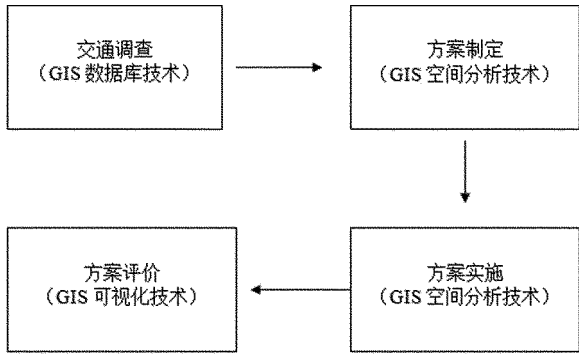 交通调查
（GIS 数据库技术）
方案制定
（GIS 空间分析技术）
方案实施
（GIS 空间分析技术）
方案评价
（GIS 可视化技术）